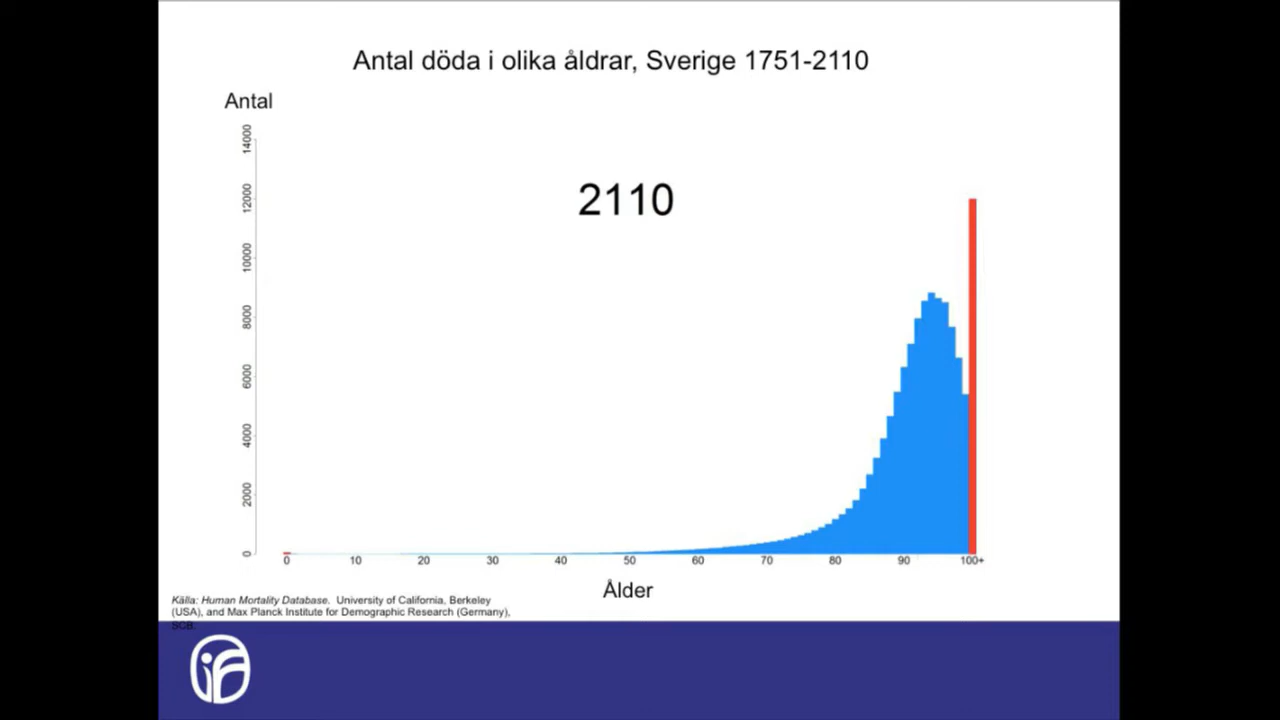 Antal döda i olika åldrar, Sverige 1751-2110
Antal
14000
12000
10000
8000
6000
4000
2000
0
2110
0 10 20 30 40 50 60 70 80 90 100+
Ålder
Källa: Human Mortality Database. University of California, Berkeley
(USA), and Max Planck Institute for Demographic Research (Germany),
SCB